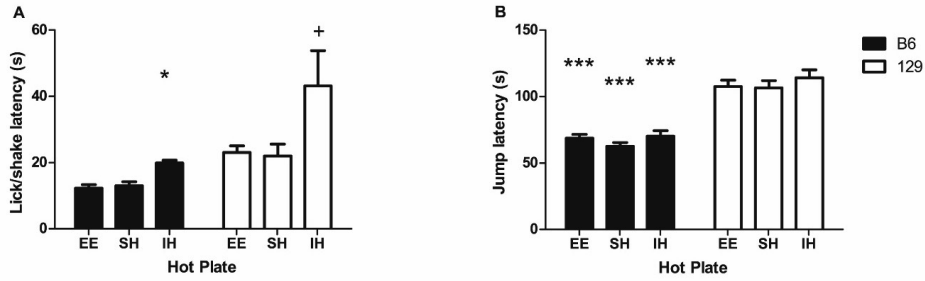 A
Lick/shake latency (s)
60
40
20
0
*
+
EE SH IH EE SH IH
Hot Plate
B
Jump latency (s)
150
100
50
0
*** *** ***
EE SH IH EE SH IH
Hot Plate
B6
129